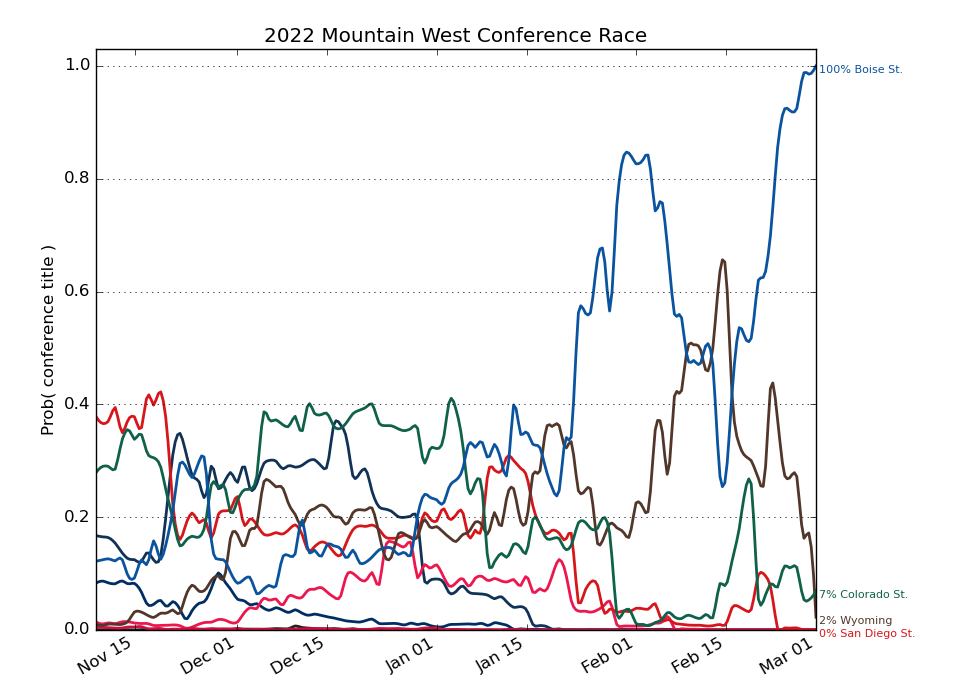 2022 Mountain West Conference Race
Prob( conference title )
1.0
0.8
0.6
0.4
0.2
0.0
100% Boise St.
7% Colorado St.
2% Wyoming
0% San Diego St.
Nov 15
Dec 01
Dec 15
Jan 01
Jan 15
Feb 01
Feb 15
Mar 01